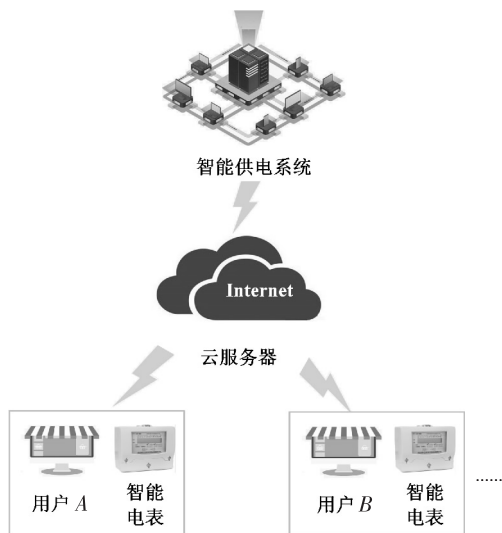 智能供电系统
Internet
云服务器
用户 A
智能
电表
用户 B
智能
电表
......